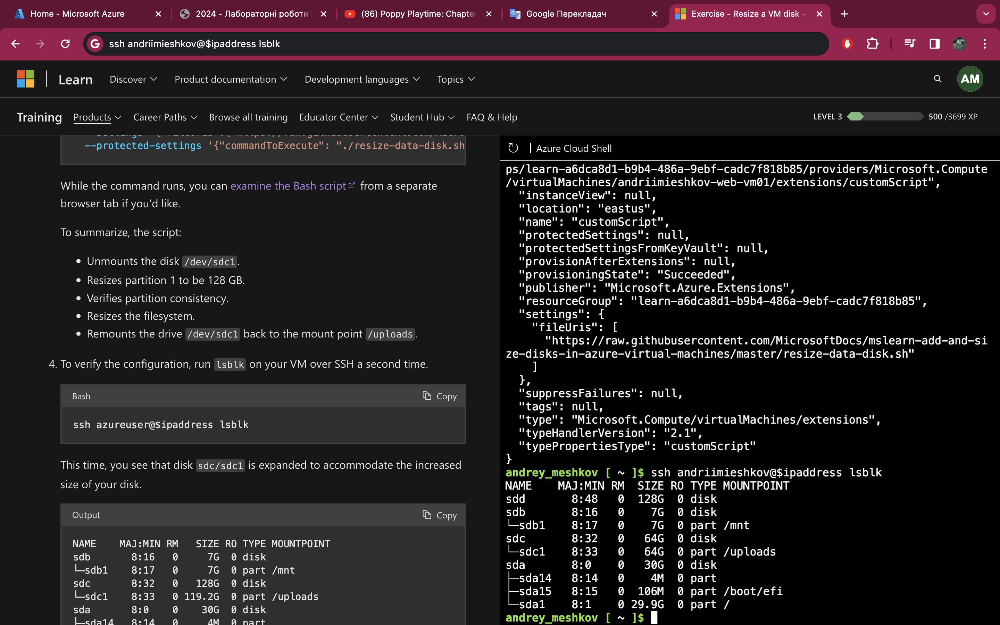 Home - Microsoft Azure
2024 - Лабораторні роботи
(86) Poppy Playtime: Chapter
Google Перекладач
Exercise - Resize a VM disk -
ssh andriimieshkov@$ipaddress lsblk
Learn Discover Product documentation Development languages Topics AM
Training Products Career Paths Browse all training Educator Center Student Hub FAQ & Help LEVEL 3 500 /3699 XP
--protected-settings '{"commandToExecute": "./resize-data-disk.sh
While the command runs, you can examine the Bash script from a separate
browser tab if you'd like.
To summarize, the script:
• Unmounts the disk /dev/sdc1.
• Resizes partition 1 to be 128 GB.
• Verifies partition consistency.
• Resizes the filesystem.
• Remounts the drive /dev/sdc1 back to the mount point /uploads.
4. To verify the configuration, run lsblk on your VM over SSH a second time.
Bash Copy
ssh azureuser@$ipaddress lsblk
This time, you see that disk sdc/sdc1 is expanded to accommodate the increased
size of your disk.
Output Copy
NAME    MAJ:MIN RM   SIZE RO TYPE MOUNTPOINT
sdb       8:16   0     7G  0 disk
└─sdb1    8:17   0     7G  0 part /mnt
sdc       8:32   0   128G  0 disk
└─sdc1    8:33   0 119.2G  0 part /uploads
sda       8:0    0    30G  0 disk
├─sda14   8:14   0     4M  0 part
Azure Cloud Shell
ps/learn-a6dca8d1-b9b4-486a-9ebf-cadc7f818b85/providers/Microsoft.Compute
/virtualMachines/andriimieshkov-web-vm01/extensions/customScript",
"instanceView": null,
"location": "eastus",
"name": "customScript",
"protectedSettings": null,
"protectedSettingsFromKeyVault": null,
"provisionAfterExtensions": null,
"provisioningState": "Succeeded",
"publisher": "Microsoft.Azure.Extensions",
"resourceGroup": "learn-a6dca8d1-b9b4-486a-9ebf-cadc7f818b85",
"settings": {
"fileUris": [
"https://raw.githubusercontent.com/MicrosoftDocs/mslearn-add-and-si
ze-disks-in-azure-virtual-machines/master/resize-data-disk.sh"
]
},
"suppressFailures": null,
"tags": null,
"type": "Microsoft.Compute/virtualMachines/extensions",
"typeHandlerVersion": "2.1",
"typePropertiesType": "customScript"
}
andrey_meshkov [ ~ ]$ ssh andriimieshkov@$ipaddress lsblk
NAME    MAJ:MIN RM  SIZE RO TYPE MOUNTPOINT
sdd       8:48   0  128G  0 disk
sdb       8:16   0    7G  0 disk
└─sdb1    8:17   0    7G  0 part /mnt
sdc       8:32   0   64G  0 disk
└─sdc1    8:33   0   64G  0 part /uploads
sda       8:0    0   30G  0 disk
├─sda14   8:14   0    4M  0 part
├─sda15   8:15   0  106M  0 part /boot/efi
└─sda1    8:1    0 29.9G  0 part /
andrey_meshkov [ ~ ]$